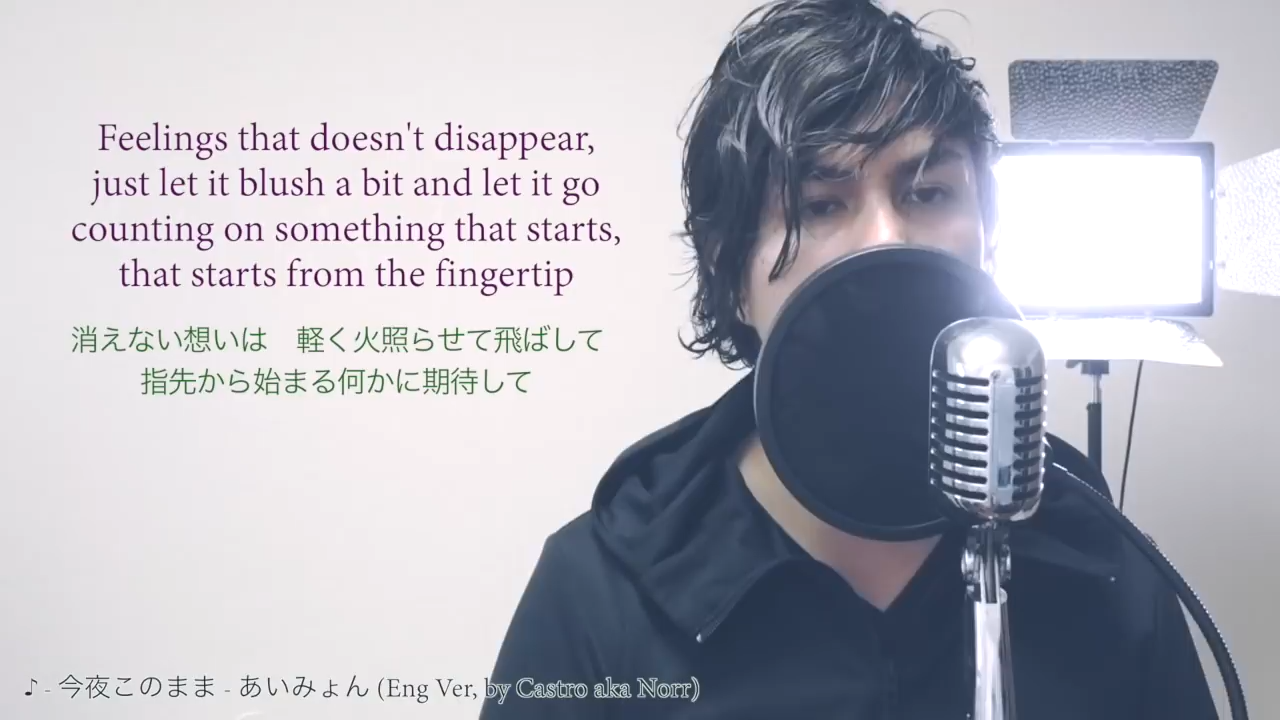 Feelings that doesn't disappear,
just let it blush a bit and let it go
counting on something that starts,
that starts from the fingertip
消えない想いは　軽く火照らせて飛ばして
指先から始まる何かに期待して
♪ - 今夜このまま - あいみょん (Eng Ver, by Castro aka Norr)